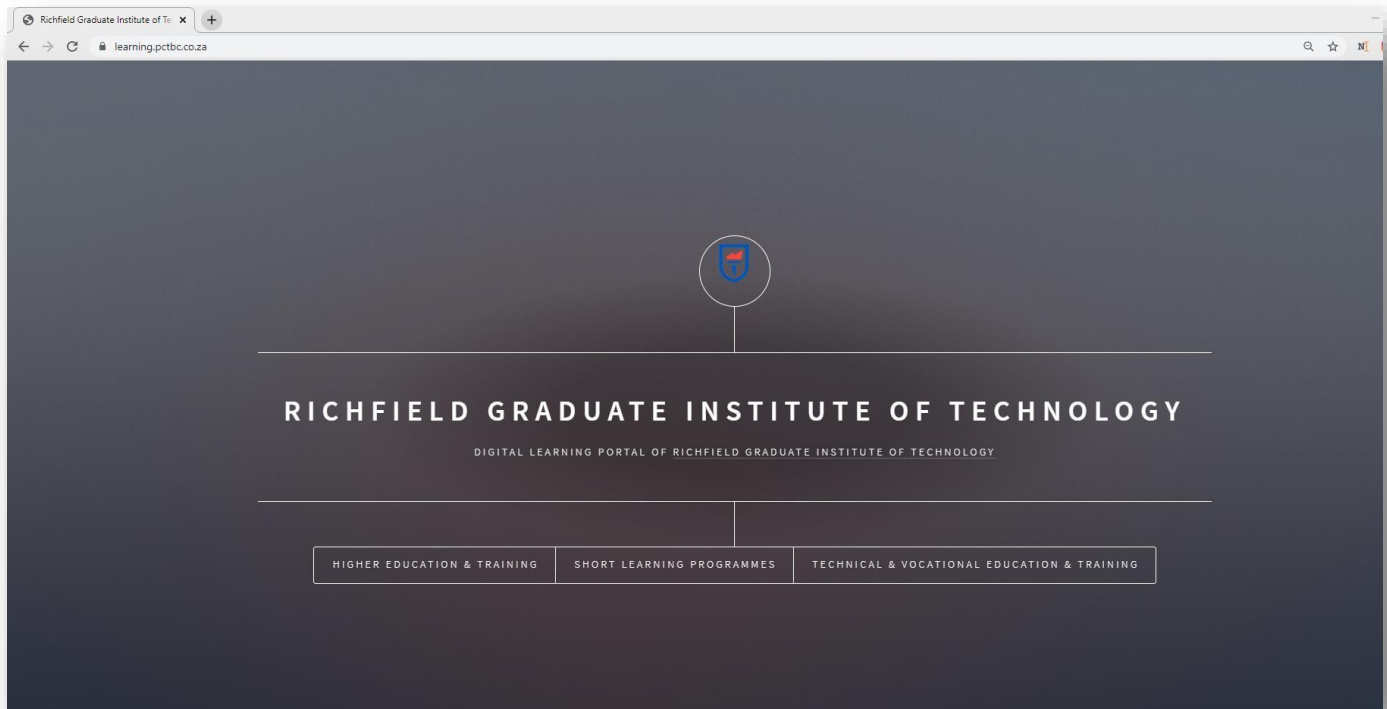 Richfield Graduate Institute of Te
learning.pctbc.co.za
RICHFIELD GRADUATE INSTITUTE OF TECHNOLOGY
DIGITAL LEARNING PORTAL OF RICHFIELD GRADUATE INSTITUTE OF TECHNOLOGY
HIGHER EDUCATION & TRAINING SHORT LEARNING PROGRAMMES TECHNICAL & VOCATIONAL EDUCATION & TRAINING